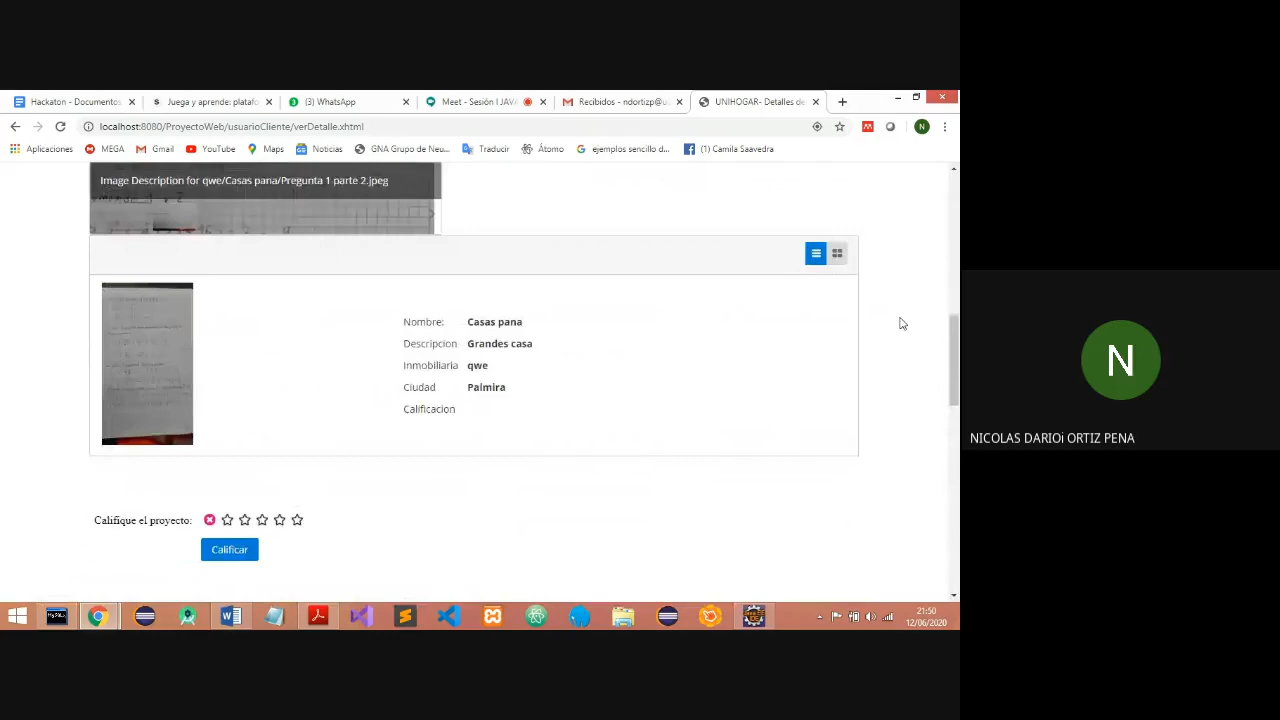 Hackaton - Documentos
Juega y aprende: platafo
(3) WhatsApp
Meet - Sesión I JAVA
Recibidos - ndortizp@u
UNIHOGAR- Detalles de
localhost:8080/ProyectoWeb/usuarioCliente/verDetalle.xhtml
N
Aplicaciones
MEGA
Gmail
YouTube
Maps
Noticias
GNA Grupo de Neu...
Traducir
Átomo
ejemplos sencillo d...
(1) Camila Saavedra
Image Description for qwe/Casas pana/Pregunta 1 parte 2.jpeg
Nombre: Casas pana
Descripcion Grandes casa
Inmobiliaria qwe
Ciudad Palmira
Calificacion
Califique el proyecto:
Calificar
21:50
12/06/2020
N
NICOLAS DARIOi ORTIZ PENA